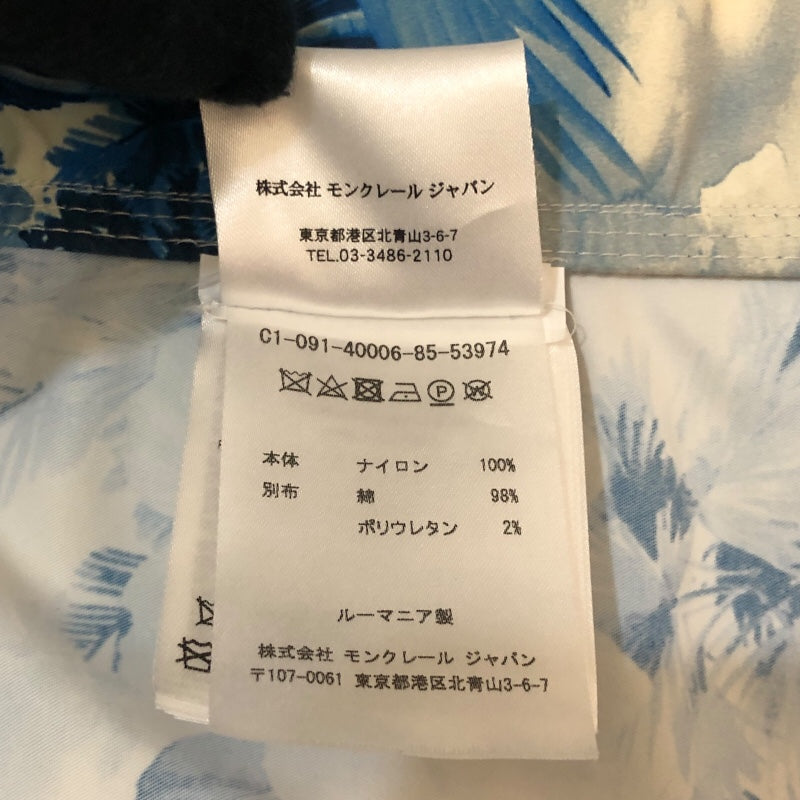 株式会社 モンクレール ジャパン
東京都港区北青山3-6-7
TEL.03-3486-2110
C1-091-40006-85-53974
本体 ナイロン 100%
別布 綿 98%
ポリウレタン 2%
ルーマニア製
株式会社 モンクレール ジャパン
〒107-0061 東京都港区北青山3-6-7